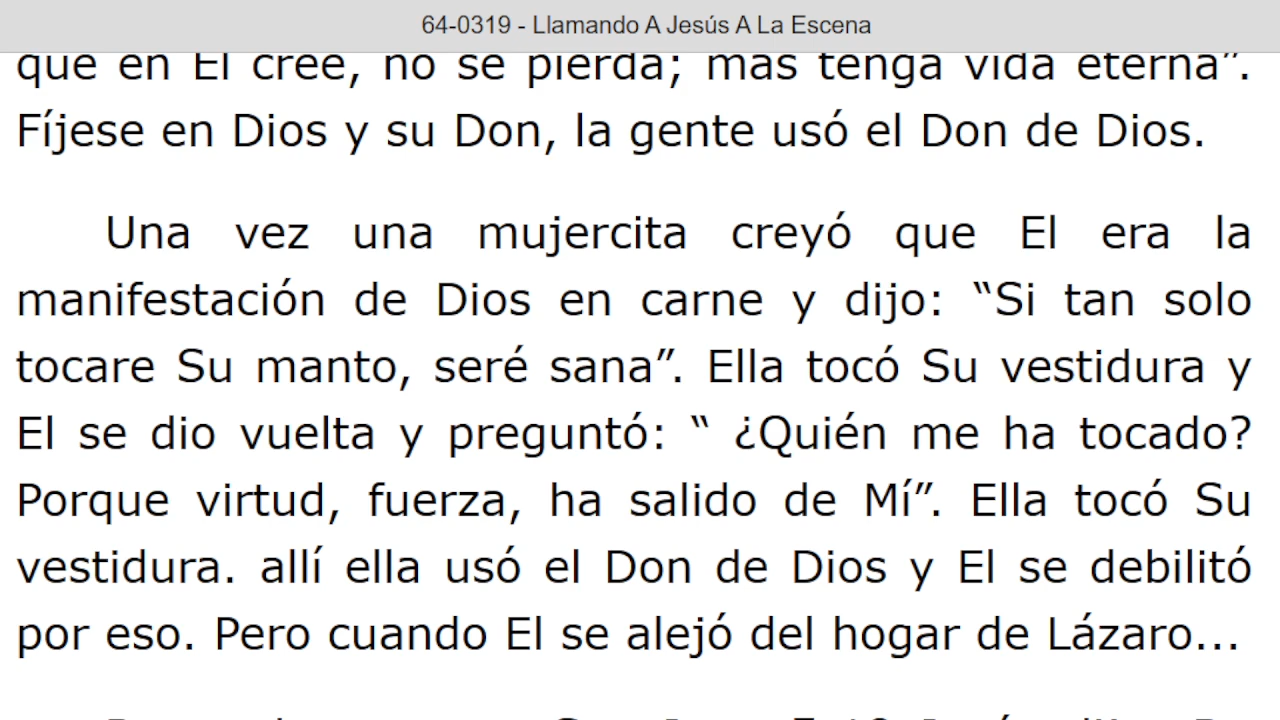 64-0319 - Llamando A Jesús A La Escena
que en El cree, no se pierda; mas tenga vida eterna”.
Fíjese en Dios y su Don, la gente usó el Don de Dios.
Una vez una mujercita creyó que El era la
manifestación de Dios en carne y dijo: “Si tan solo
tocare Su manto, seré sana”. Ella tocó Su vestidura y
El se dio vuelta y preguntó: “ ¿Quién me ha tocado?
Porque virtud, fuerza, ha salido de Mí”. Ella tocó Su
vestidura. allí ella usó el Don de Dios y El se debilitó
por eso. Pero cuando El se alejó del hogar de Lázaro...